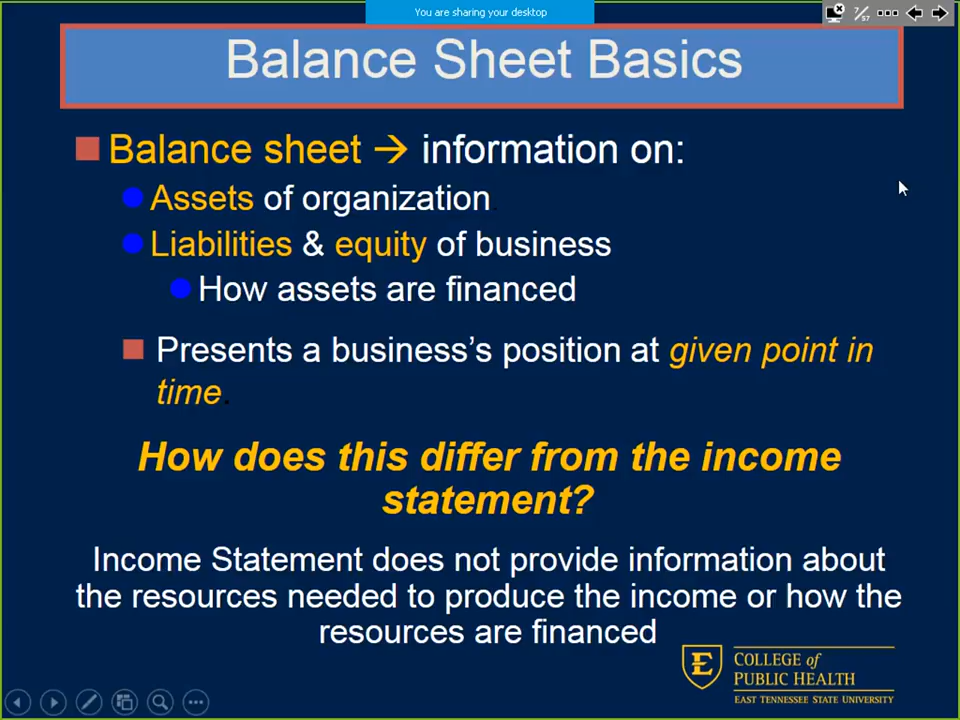 You are sharing your desktop
7/57
Balance Sheet Basics
Balance sheet → information on:
Assets of organization.
Liabilities & equity of business
How assets are financed
Presents a business’s position at given point in
time.
How does this differ from the income
statement?
Income Statement does not provide information about
the resources needed to produce the income or how the
resources are financed
E
COLLEGE of
PUBLIC HEALTH
EAST TENNESSEE STATE UNIVERSITY